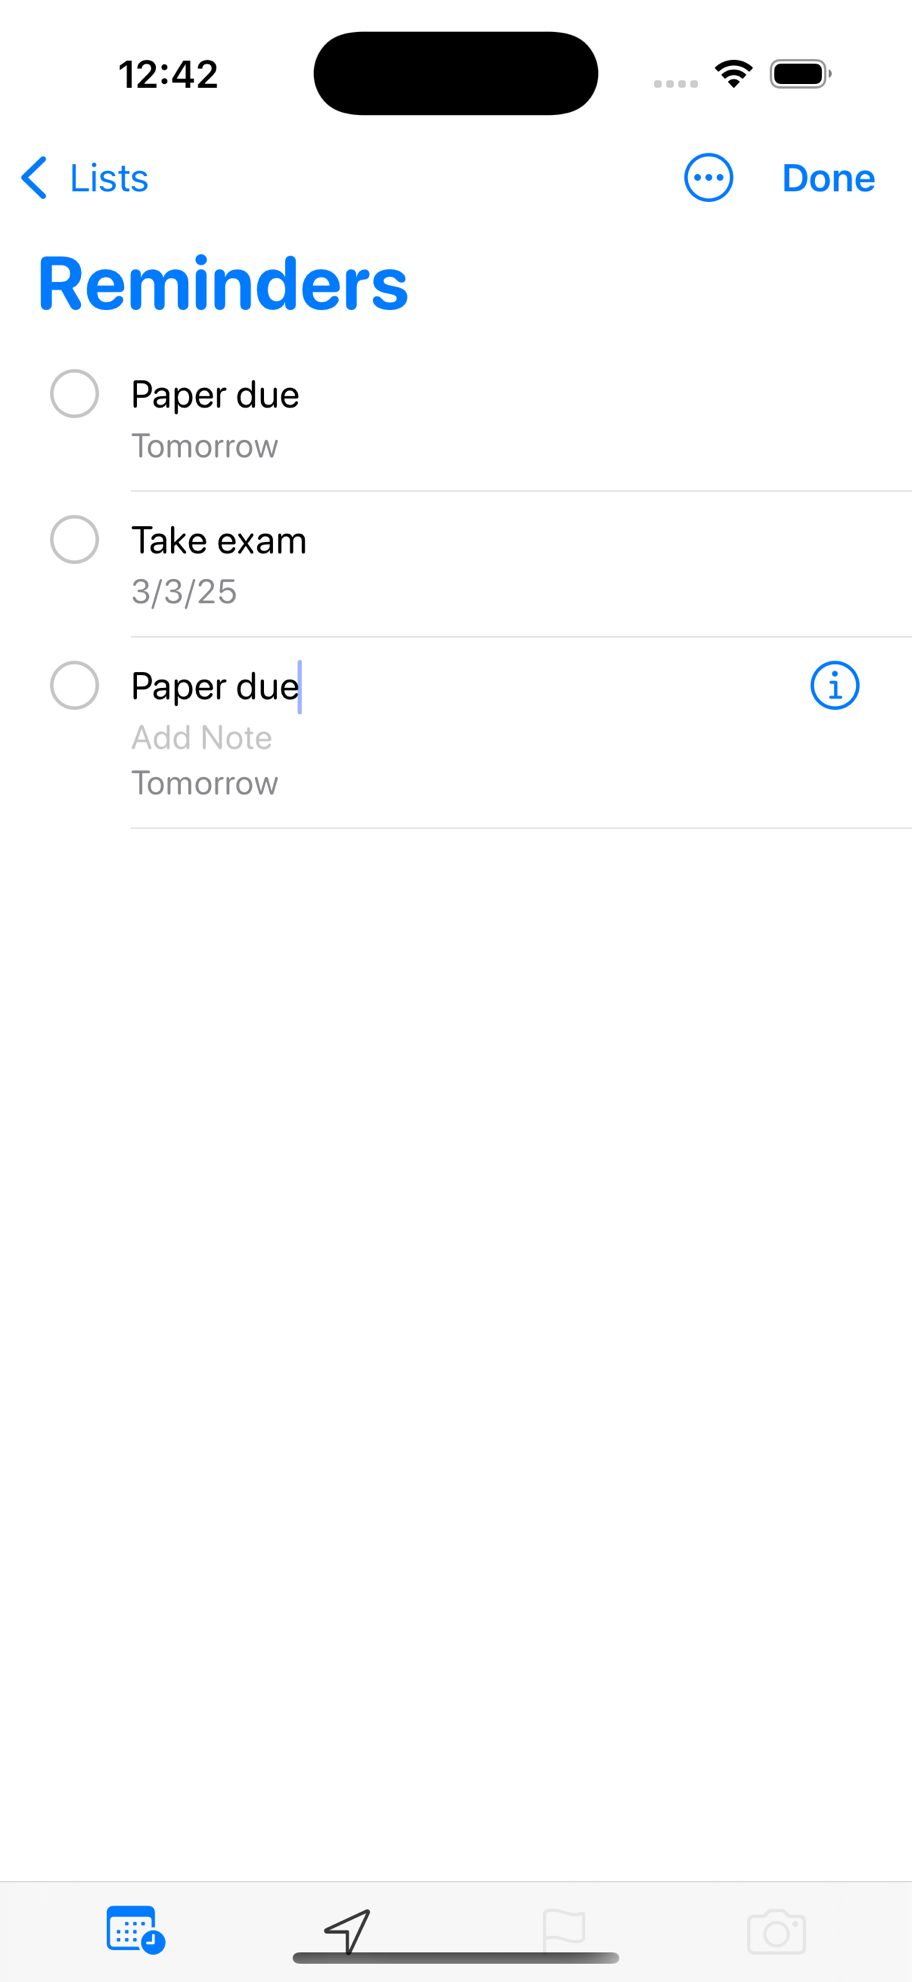 12:42
Lists
Done
Reminders
Paper due
Tomorrow
Take exam
3/3/25
Paper due
Add Note
Tomorrow